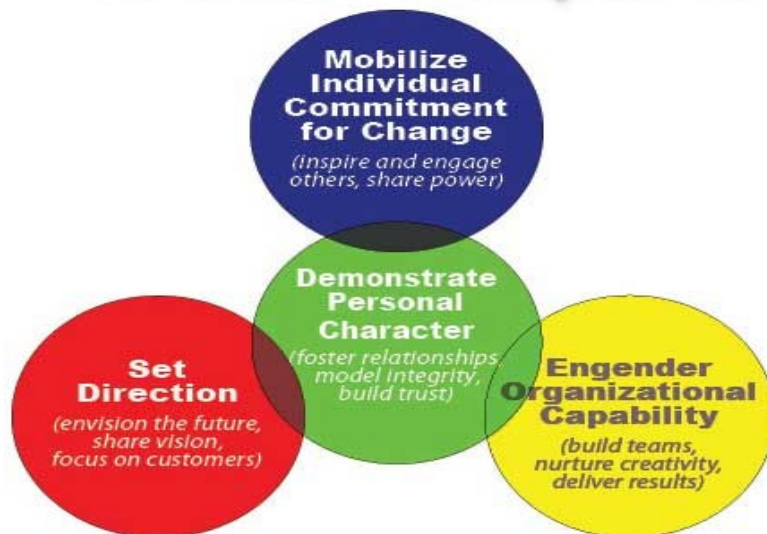 Mobilize
Individual
Commitment
for Change
(inspire and engage
others, share power)
Demonstrate
Personal
Character
(foster relationships,
model integrity,
build trust)
Set
Direction
(envision the future,
share vision,
focus on customers)
Engender
Organizational
Capability
(build teams,
nurture creativity,
deliver results)